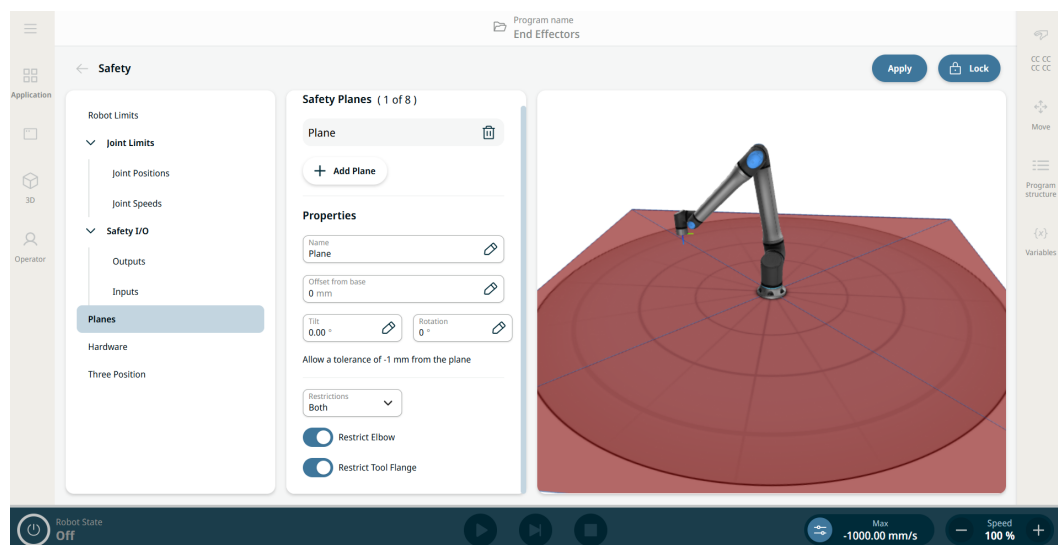 Program name
End Effectors
Application
3D
Operator
Safety
Apply
Lock
Robot Limits
Joint Limits
Joint Positions
Joint Speeds
Safety I/O
Outputs
Inputs
Planes
Hardware
Three Position
Safety Planes ( 1 of 8 )
Plane
Add Plane
Properties
Name
Plane
Offset from base
0 mm
Tilt
0.00 °
Rotation
0 °
Allow a tolerance of -1 mm from the plane
Restrictions
Both
Restrict Elbow
Restrict Tool Flange
CC CC
CC CC
Move
Program
structure
{x}
Variables
Robot State
Off
Max
-1000.00 mm/s
Speed
100 %